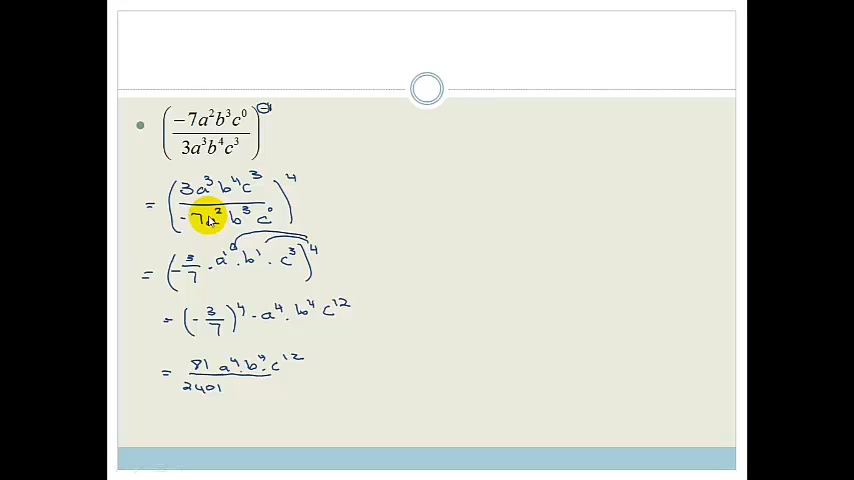 • (−7a²b³c⁰ / 3a³b⁴c³)⁻⁴
= (3a³b⁴c³ / -7a²b³c⁰)⁴
= (-3/7 · a¹ · b¹ · c³)⁴
= (-3/7)⁴ · a⁴ · b⁴ c¹²
= 81 a⁴ · b⁴ · c¹² / 2401